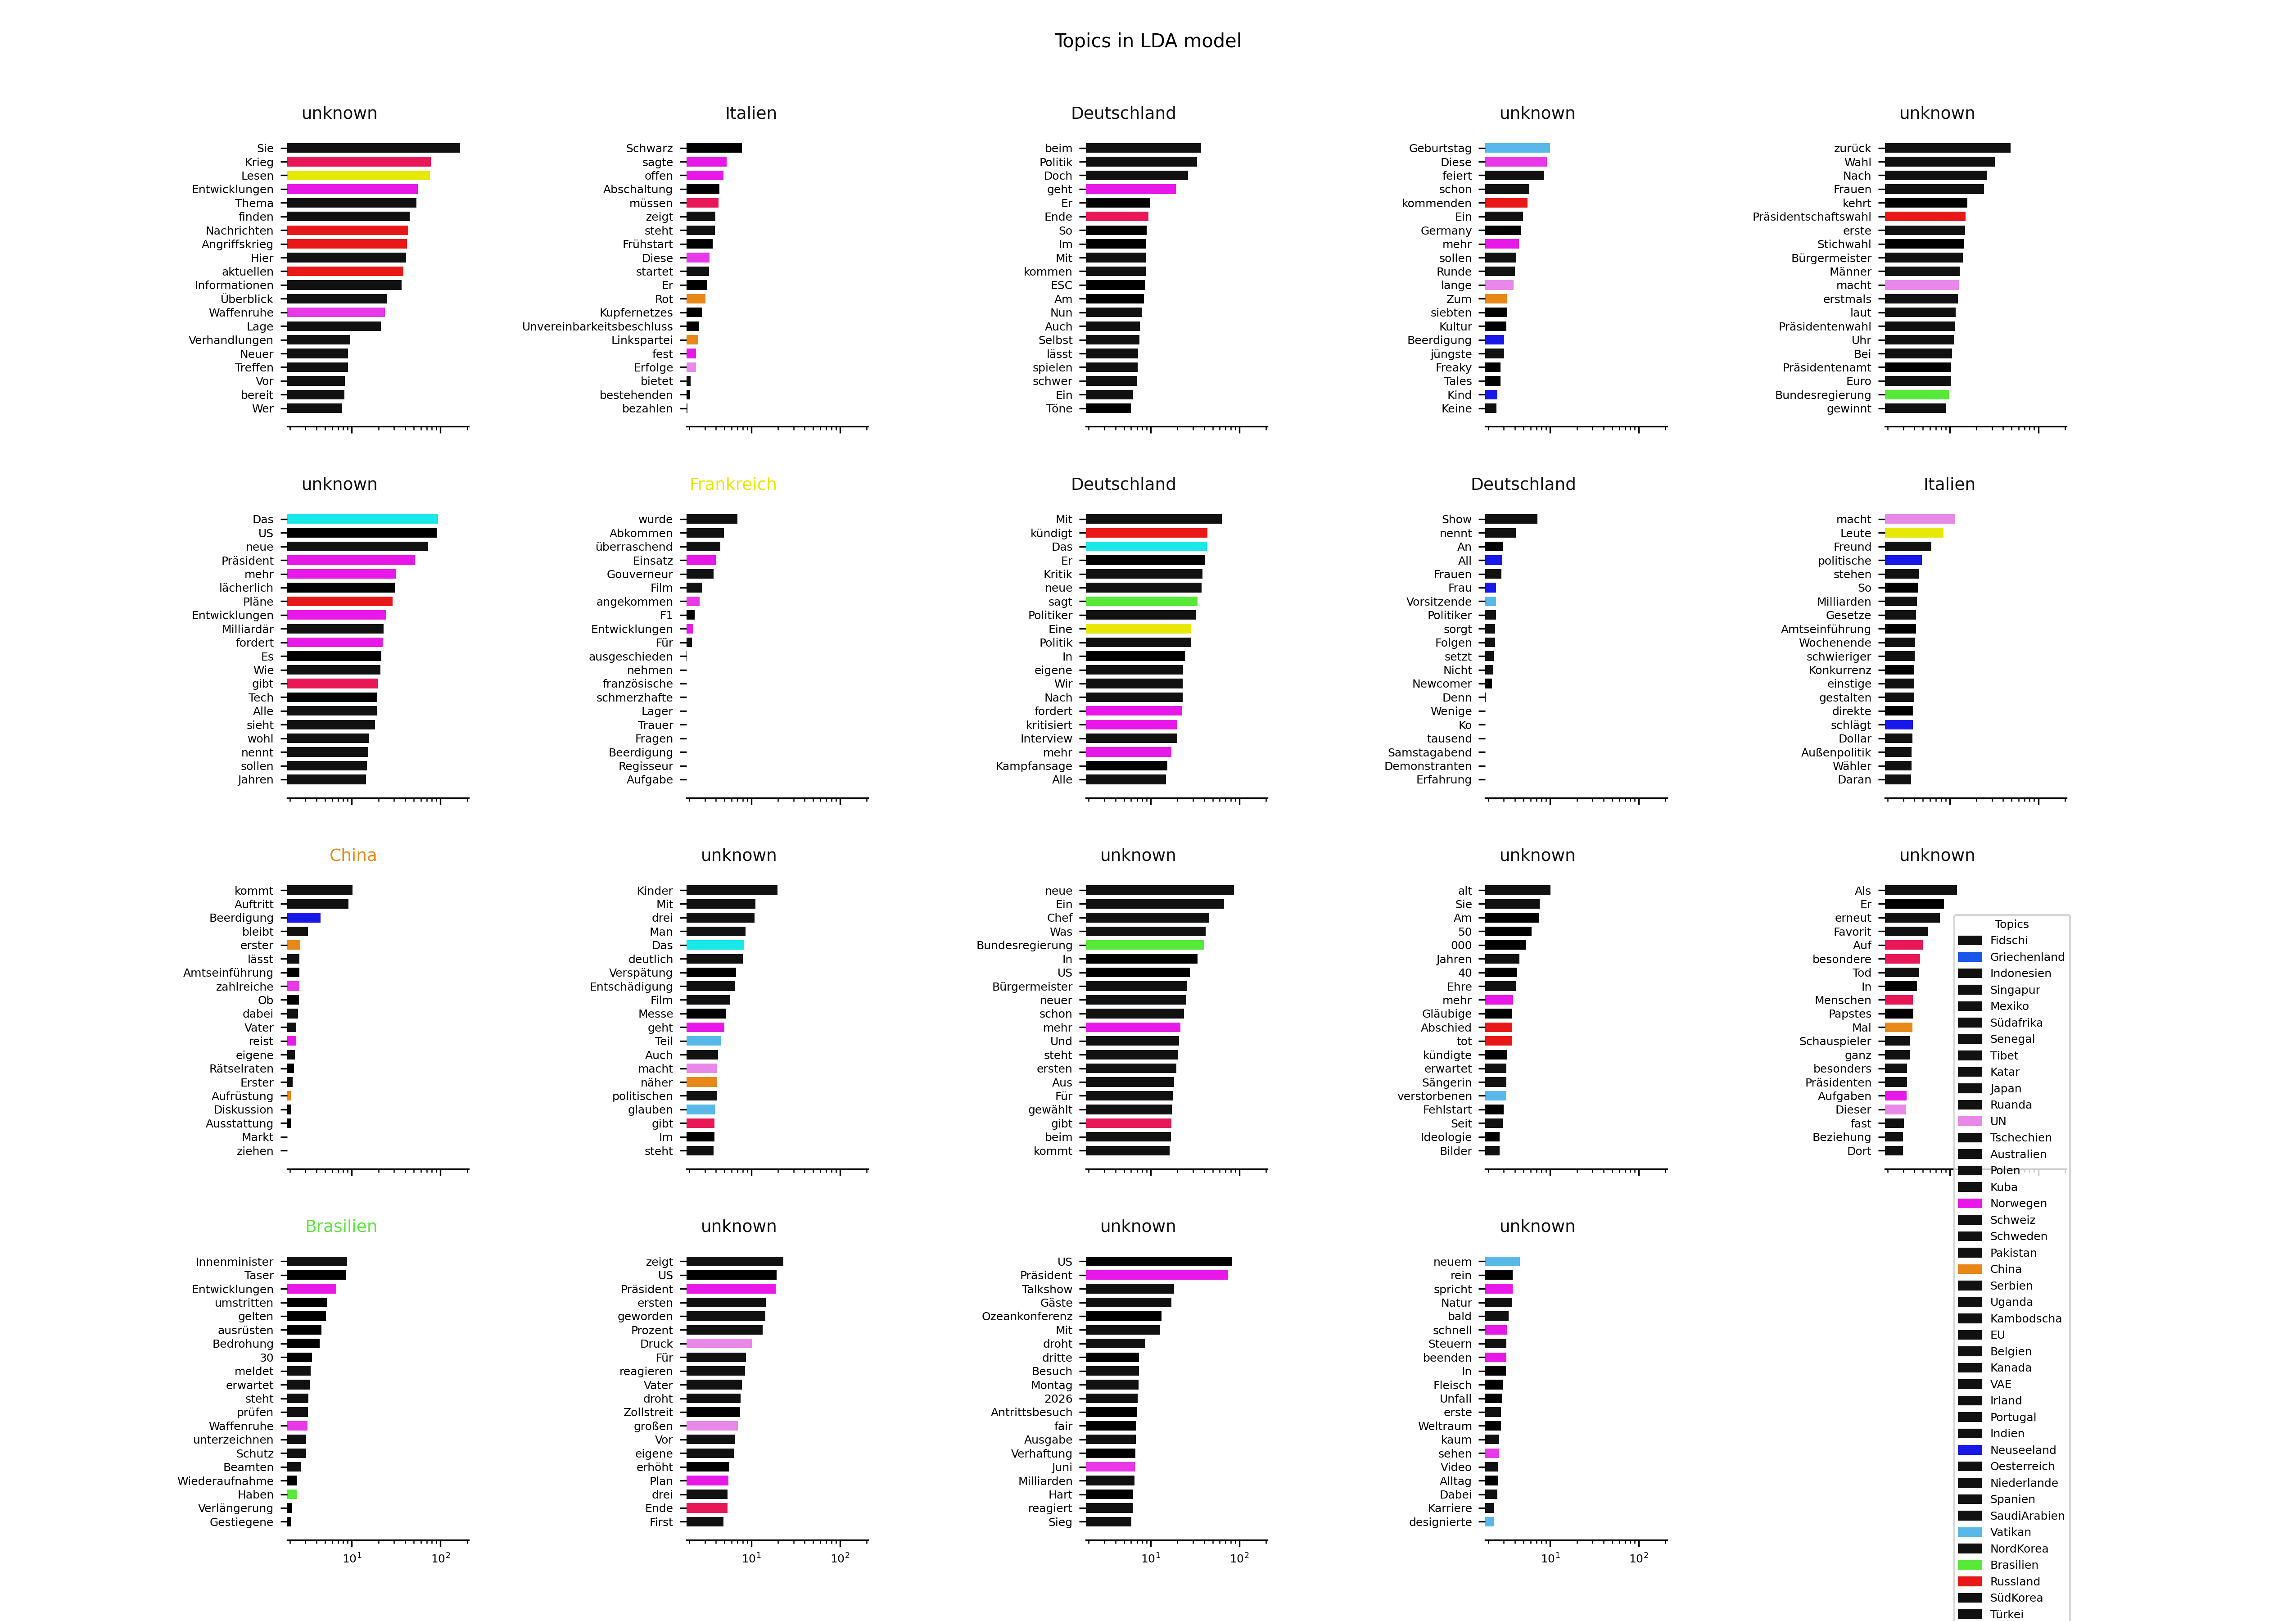 Topics in LDA model
unknown
Sie
Krieg
Lesen
Entwicklungen
Thema
finden
Nachrichten
Angriffskrieg
Hier
aktuellen
Informationen
Überblick
Waffenruhe
Lage
Verhandlungen
Neuer
Treffen
Vor
bereit
Wer
Italien
Schwarz
sagte
offen
Abschaltung
müssen
zeigt
steht
Frühstart
Diese
startet
Er
Rot
Kupfernetzes
Unvereinbarkeitsbeschluss
Linkspartei
fest
Erfolge
bietet
bestehenden
bezahlen
Deutschland
beim
Politik
Doch
geht
Er
Ende
So
Im
Mit
kommen
ESC
Am
Nun
Auch
Selbst
lässt
spielen
schwer
Ein
Töne
unknown
Geburtstag
Diese
feiert
schon
kommenden
Ein
Germany
mehr
sollen
Runde
lange
Zum
siebten
Kultur
Beerdigung
jüngste
Freaky
Tales
Kind
Keine
unknown
zurück
Wahl
Nach
Frauen
kehrt
Präsidentschaftswahl
erste
Stichwahl
Bürgermeister
Männer
macht
erstmals
laut
Präsidentenwahl
Uhr
Bei
Präsidentenamt
Euro
Bundesregierung
gewinnt
unknown
Das
US
neue
Präsident
mehr
lächerlich
Pläne
Entwicklungen
Milliardär
fordert
Es
Wie
gibt
Tech
Alle
sieht
wohl
nennt
sollen
Jahren
Frankreich
wurde
Abkommen
überraschend
Einsatz
Gouverneur
Film
angekommen
F1
Entwicklungen
Für
ausgeschieden
nehmen
französische
schmerzhafte
Lager
Trauer
Fragen
Beerdigung
Regisseur
Aufgabe
Deutschland
Mit
kündigt
Das
Er
Kritik
neue
sagt
Politiker
Eine
Politik
In
eigene
Wir
Nach
fordert
kritisiert
Interview
mehr
Kampfansage
Alle
Deutschland
Show
nennt
An
All
Frauen
Frau
Vorsitzende
Politiker
sorgt
Folgen
setzt
Nicht
Newcomer
Denn
Wenige
Ko
tausend
Samstagabend
Demonstranten
Erfahrung
Italien
macht
Leute
Freund
politische
stehen
So
Milliarden
Gesetze
Amtseinführung
Wochenende
schwieriger
Konkurrenz
einstige
gestalten
direkte
schlägt
Dollar
Außenpolitik
Wähler
Daran
China
kommt
Auftritt
Beerdigung
bleibt
erster
lässt
Amtseinführung
zahlreiche
Ob
dabei
Vater
reist
eigene
Rätselraten
Erster
Aufrüstung
Diskussion
Ausstattung
Markt
ziehen
unknown
Kinder
Mit
drei
Man
Das
deutlich
Verspätung
Entschädigung
Film
Messe
geht
Teil
Auch
macht
näher
politischen
glauben
gibt
Im
steht
unknown
neue
Ein
Chef
Was
Bundesregierung
In
US
Bürgermeister
neuer
schon
mehr
Und
steht
ersten
Aus
Für
gewählt
gibt
beim
kommt
unknown
alt
Sie
Am
50
000
Jahren
40
Ehre
mehr
Gläubige
Abschied
tot
kündigte
erwartet
Sängerin
verstorbenen
Fehlstart
Seit
Ideologie
Bilder
unknown
Als
Er
erneut
Favorit
Auf
besondere
Tod
In
Menschen
Papstes
Mal
Schauspieler
ganz
besonders
Präsidenten
Aufgaben
Dieser
fast
Beziehung
Dort
Brasilien
Innenminister
Taser
Entwicklungen
umstritten
gelten
ausrüsten
Bedrohung
30
meldet
erwartet
steht
prüfen
Waffenruhe
unterzeichnen
Schutz
Beamten
Wiederaufnahme
Haben
Verlängerung
Gestiegene
10¹ 10²
unknown
zeigt
US
Präsident
ersten
geworden
Prozent
Druck
Für
reagieren
Vater
droht
Zollstreit
großen
Vor
eigene
erhöht
Plan
drei
Ende
First
10¹ 10²
unknown
US
Präsident
Talkshow
Gäste
Ozeankonferenz
Mit
droht
dritte
Besuch
Montag
2026
Antrittsbesuch
fair
Ausgabe
Verhaftung
Juni
Milliarden
Hart
reagiert
Sieg
10¹ 10²
unknown
neuem
rein
spricht
Natur
bald
schnell
Steuern
beenden
In
Fleisch
Unfall
erste
Weltraum
kaum
sehen
Video
Alltag
Dabei
Karriere
designierte
10¹ 10²
Topics
Fidschi
Griechenland
Indonesien
Singapur
Mexiko
Südafrika
Senegal
Tibet
Katar
Japan
Ruanda
UN
Tschechien
Australien
Polen
Kuba
Norwegen
Schweiz
Schweden
Pakistan
China
Serbien
Uganda
Kambodscha
EU
Belgien
Kanada
VAE
Irland
Portugal
Indien
Neuseeland
Oesterreich
Niederlande
Spanien
SaudiArabien
Vatikan
NordKorea
Brasilien
Russland
SüdKorea
Türkei